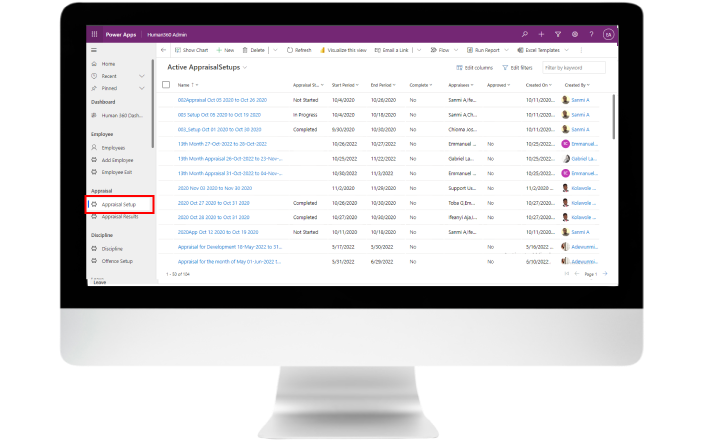 Power Apps Human360 Admin ? SA
Show Chart + New Delete Refresh Visualize this view Email a Link Flow Run Report Excel Templates
Home
Recent
Pinned
Dashboard
Human 360 Dash...
Employee
Employees
Add Employee
Employee Exit
Appraisal
Appraisal Setup
Appraisal Results
Discipline
Discipline
Offence Setup
Leave
Active AppraisalSetups Edit columns Edit filters Filter by keyword
Name Appraisal St... Start Period End Period Complete Appraisees Approved Created On Created By
002Appraisal Oct 05 2020 to Oct 26 2020 Not Started 10/4/2020 10/26/2020 No Sanmi A/fe... 10/11/2020... Sanmi A
003 Setup Oct 05 2020 to Oct 19 2020 In Progress 10/4/2020 10/18/2020 No Sanmi A,Ch... 10/11/2020... Sanmi A
003_Setup Oct 01 2020 to Oct 30 2020 Completed 9/30/2020 10/30/2020 No Chioma Jos... 10/11/2020... Sanmi A
13th Month 27-Oct-2022 to 28-Oct-2022 10/26/2022 10/27/2022 No Emmanuel ... No 10/25/2022... Emmanuel...
13th Month Appraisal 26-Oct-2022 to 23-Nov-... 10/25/2022 11/22/2022 No Gabriel La... No 10/25/2022... Gabriel La...
13th Month Appraisal 31-Oct-2022 to 04-Nov-... 10/30/2022 11/3/2022 No Emmanuel ... No 10/25/2022... Emmanuel...
2020 Nov 02 2020 to Nov 30 2020 11/2/2020 11/29/2020 No Support Us... No 11/2/2020 ... Kolawole ...
2020 Oct 27 2020 to Oct 31 2020 Completed 10/26/2020 10/30/2020 No Toba O,Em... No 10/27/2020... Kolawole ...
2020 Oct 28 2020 to Oct 31 2020 Completed 10/27/2020 10/30/2020 No Ifeanyi Aju,I... No 10/27/2020... Kolawole ...
2020App Oct 12 2020 to Oct 19 2020 Not Started 10/11/2020 10/18/2020 No Sanmi A/fe... No 10/11/2020... Sanmi A
Appraisal for Development 18-May-2022 to 31-... 5/17/2022 5/30/2022 No No 5/16/2022 ... Adewunmi...
Appraisal for the month of May 01-Jun-2022 t... 5/31/2022 6/29/2022 No No 6/10/2022... Adewunmi...
1 - 50 of 104 Page 1